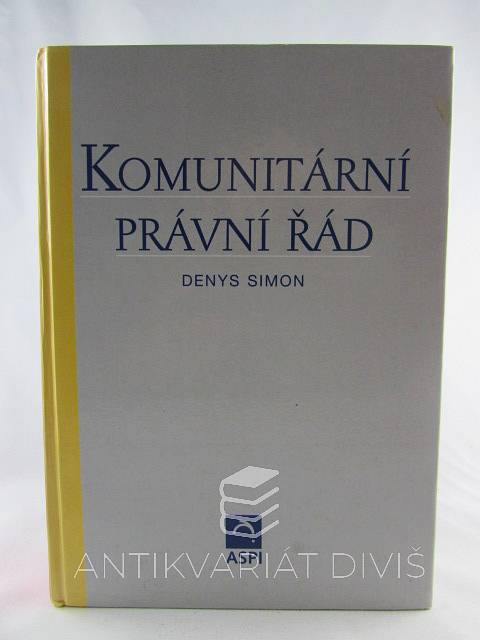 KOMUNITÁRNÍ
PRÁVNÍ ŘÁD
DENYS SIMON
ASPI
ANTIKVARIÁT DIVIŠ